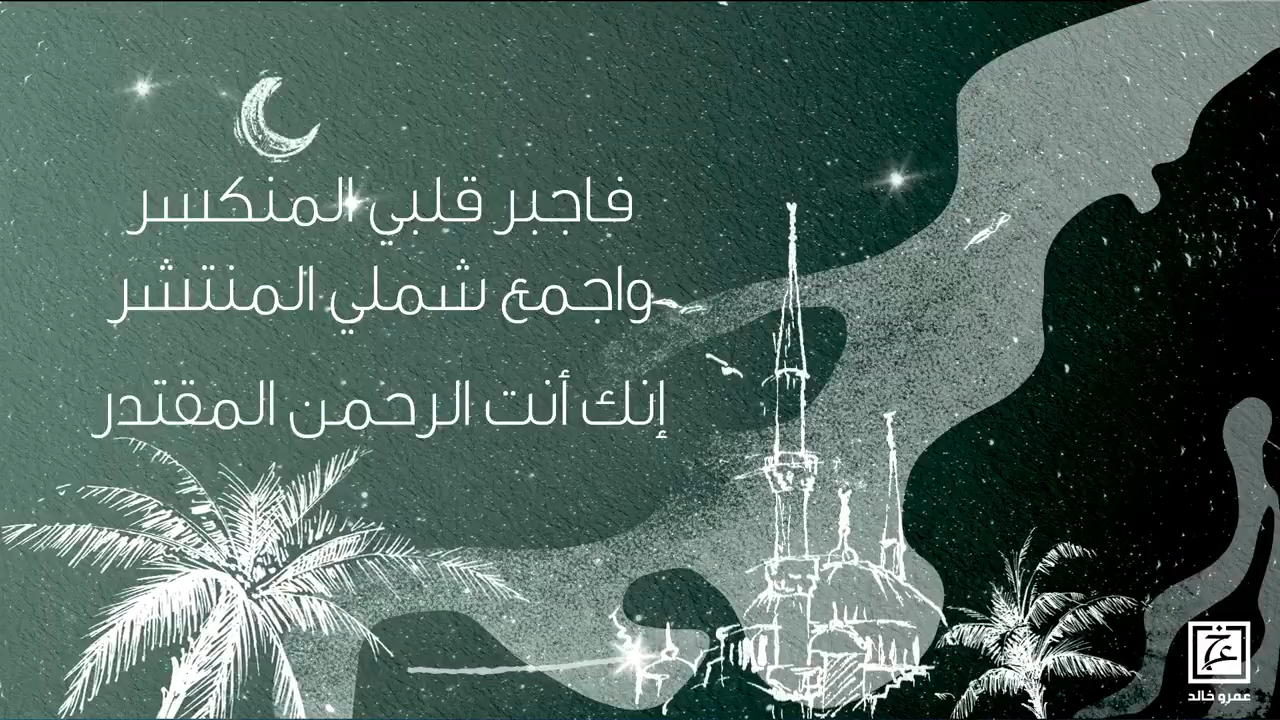 فاجبر قلبي المنكسر
واجمع شملي المنتشر
إنك أنت الرحمن المقتدر
عمرو خالد